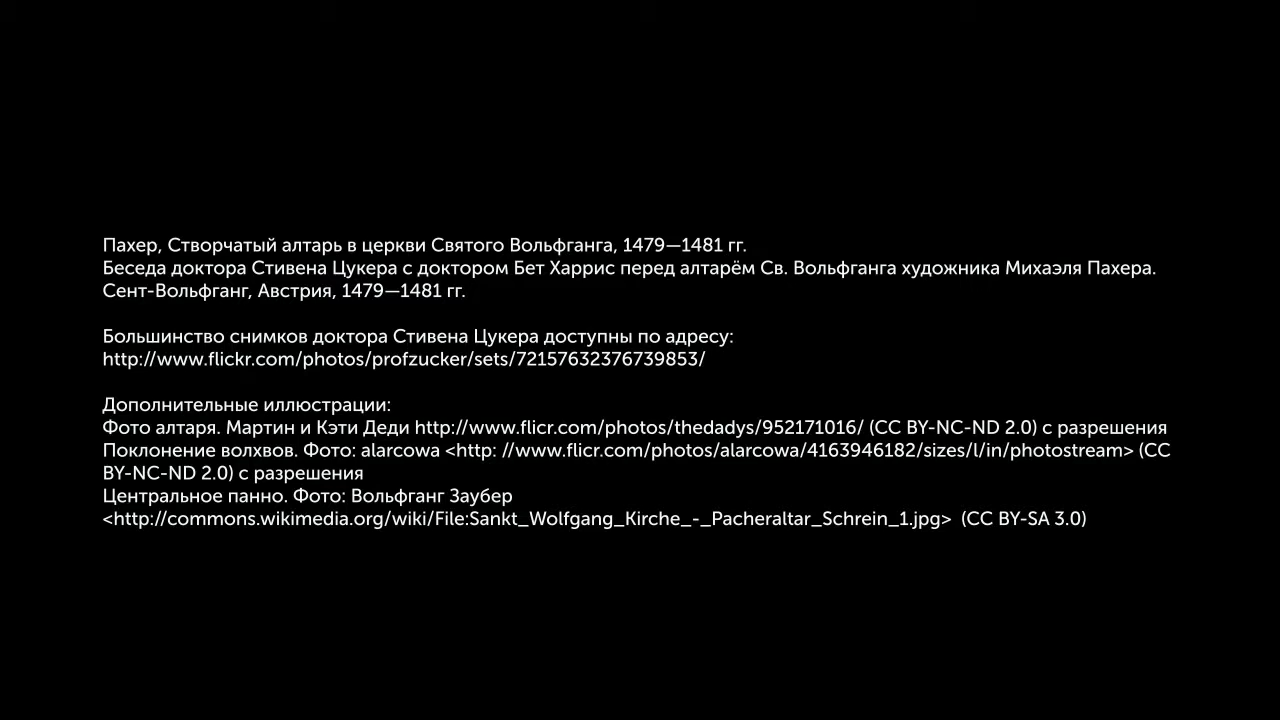 Пахер, Створчатый алтарь в церкви Святого Вольфганга, 1479—1481 гг.
Беседа доктора Стивена Цукера с доктором Бет Харрис перед алтарём Св. Вольфганга художника Михаэля Пахера.
Сент-Вольфганг, Австрия, 1479—1481 гг.
Большинство снимков доктора Стивена Цукера доступны по адресу:
http://www.flickr.com/photos/profzucker/sets/72157632376739853/
Дополнительные иллюстрации:
Фото алтаря. Мартин и Кэти Деди http://www.flicr.com/photos/thedadys/952171016/ (CC BY-NC-ND 2.0) с разрешения
Поклонение волхвов. Фото: alarcowa <http: //www.flicr.com/photos/alarcowa/4163946182/sizes/l/in/photostream> (CC
BY-NC-ND 2.0) с разрешения
Центральное панно. Фото: Вольфганг Заубер
<http://commons.wikimedia.org/wiki/File:Sankt_Wolfgang_Kirche_-_Pacheraltar_Schrein_1.jpg>  (CC BY-SA 3.0)